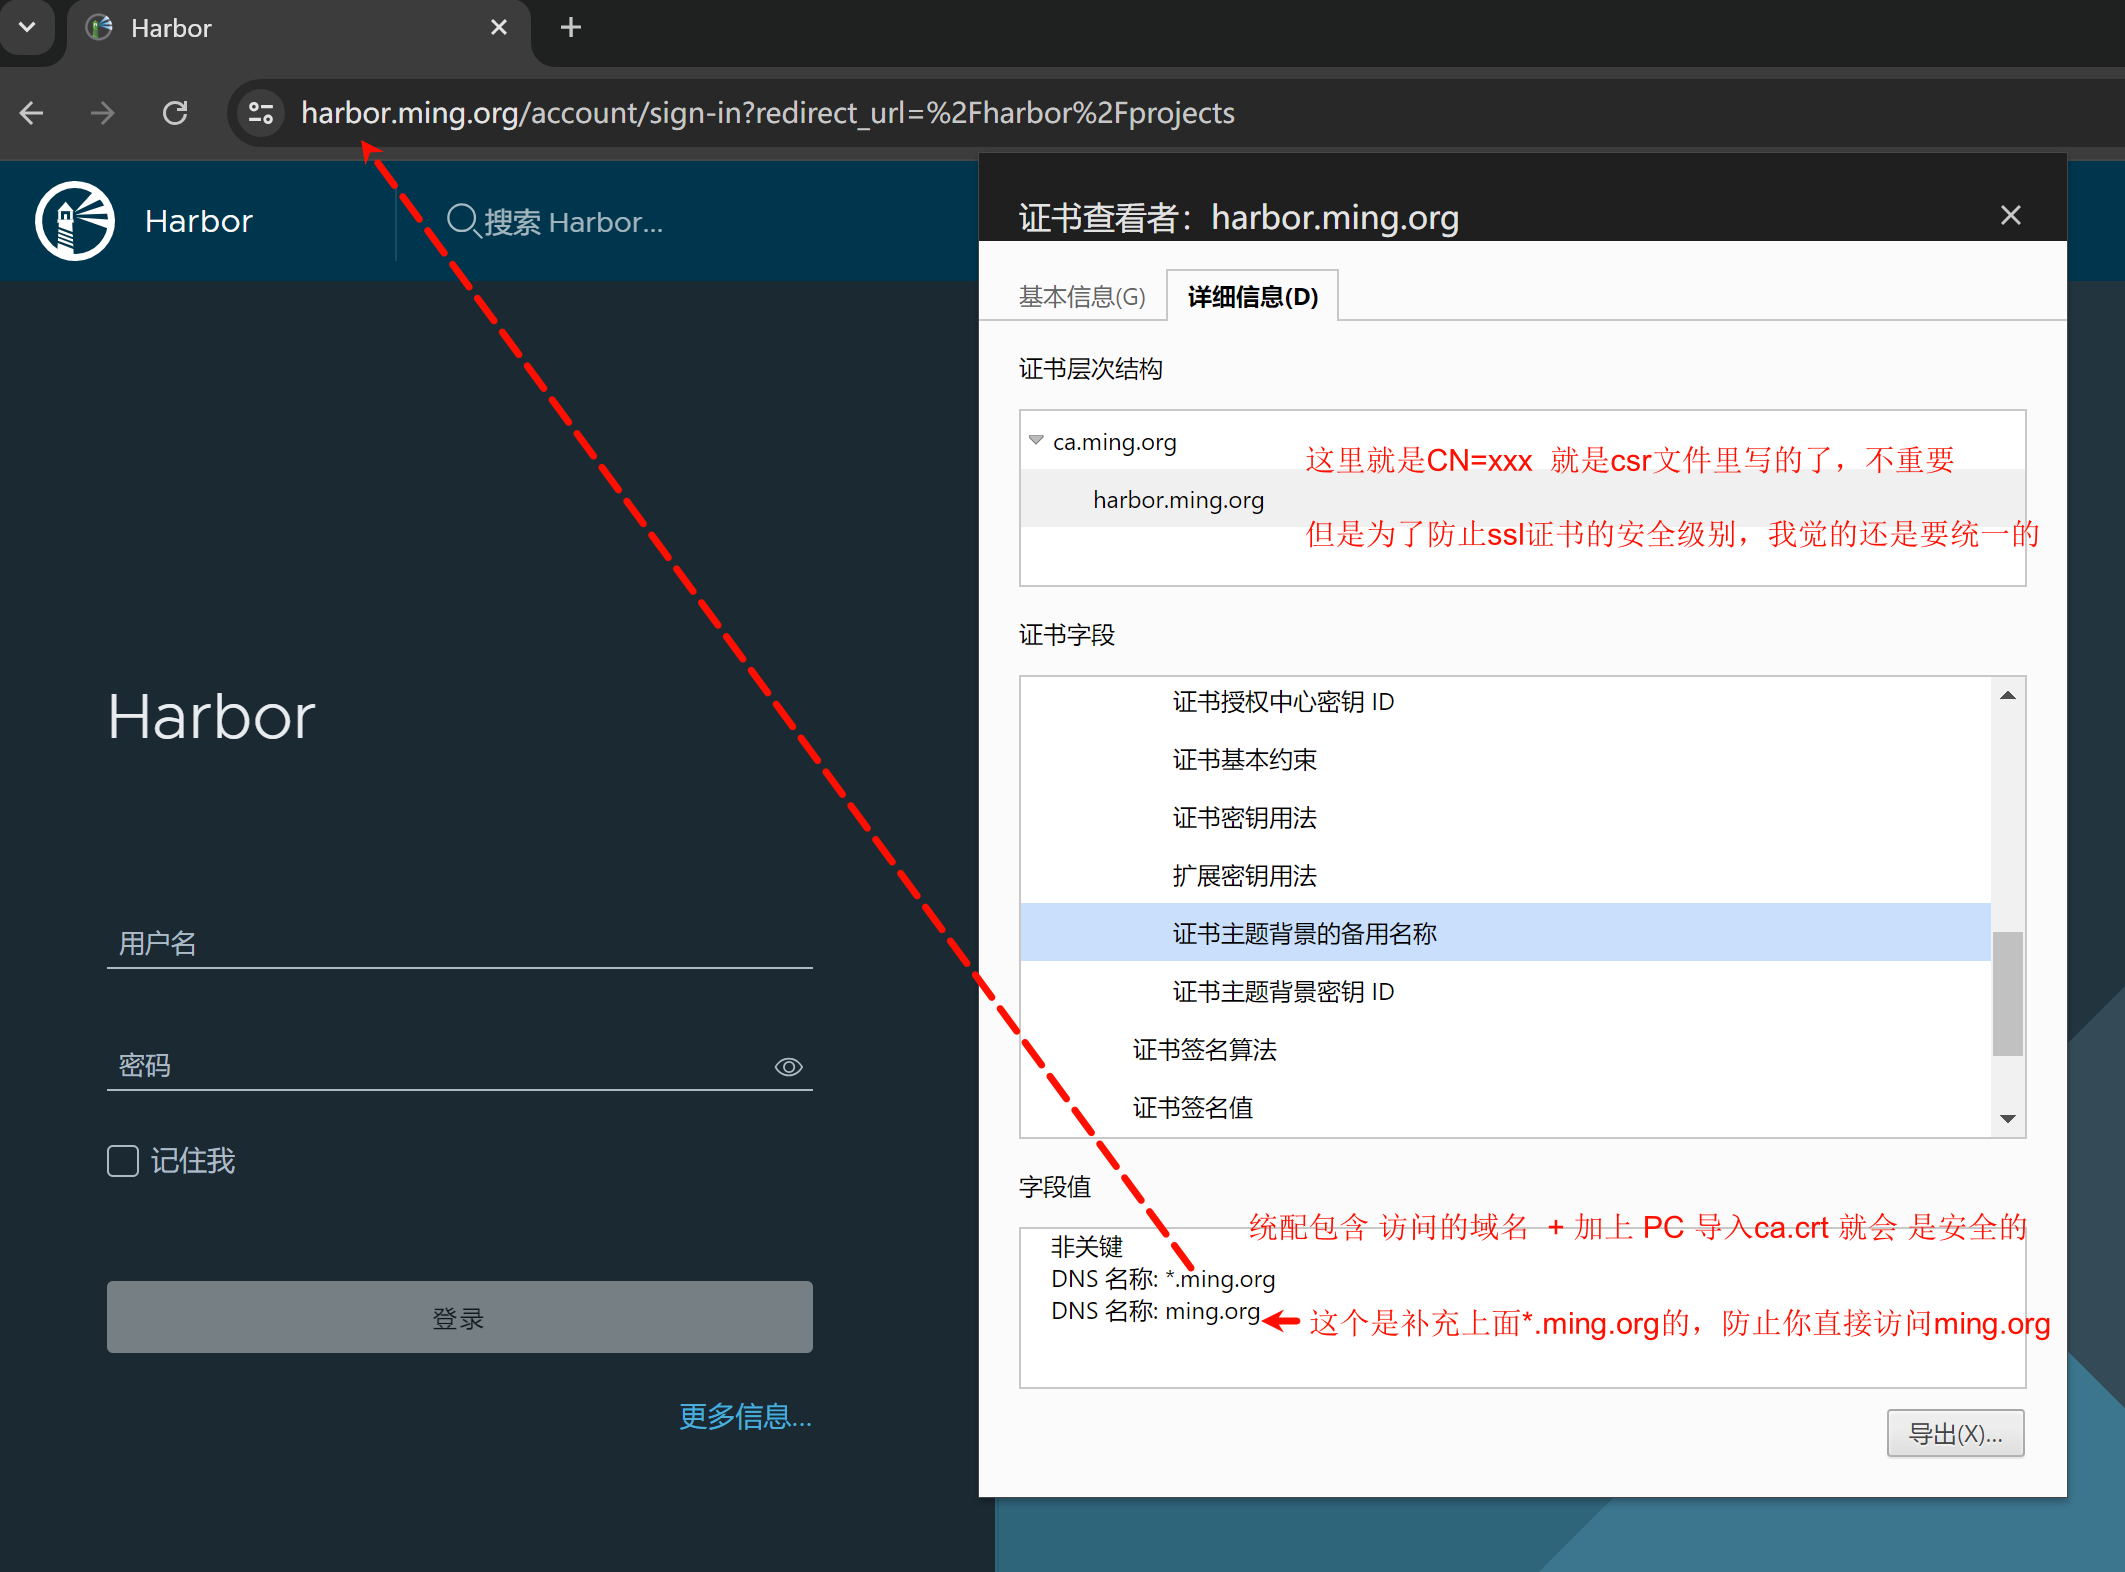 Harbor
harbor.ming.org/account/sign-in?redirect_url=%2Fharbor%2Fprojects
Harbor
搜索 Harbor...
Harbor
用户名
密码
记住我
登录
更多信息...
证书查看者：harbor.ming.org
基本信息(G)
详细信息(D)
证书层次结构
ca.ming.org
这里就是CN=xxx 就是csr文件里写的了，不重要
harbor.ming.org
但是为了防止ssl证书的安全级别，我觉的还是要统一的
证书字段
证书授权中心密钥 ID
证书基本约束
证书密钥用法
扩展密钥用法
证书主题背景的备用名称
证书主题背景密钥 ID
证书签名算法
证书签名值
字段值
统配包含 访问的域名 + 加上 PC 导入ca.crt 就会 是安全的
非关键
DNS 名称: *.ming.org
DNS 名称: ming.org
这个是补充上面*.ming.org的，防止你直接访问ming.org
导出(X)...